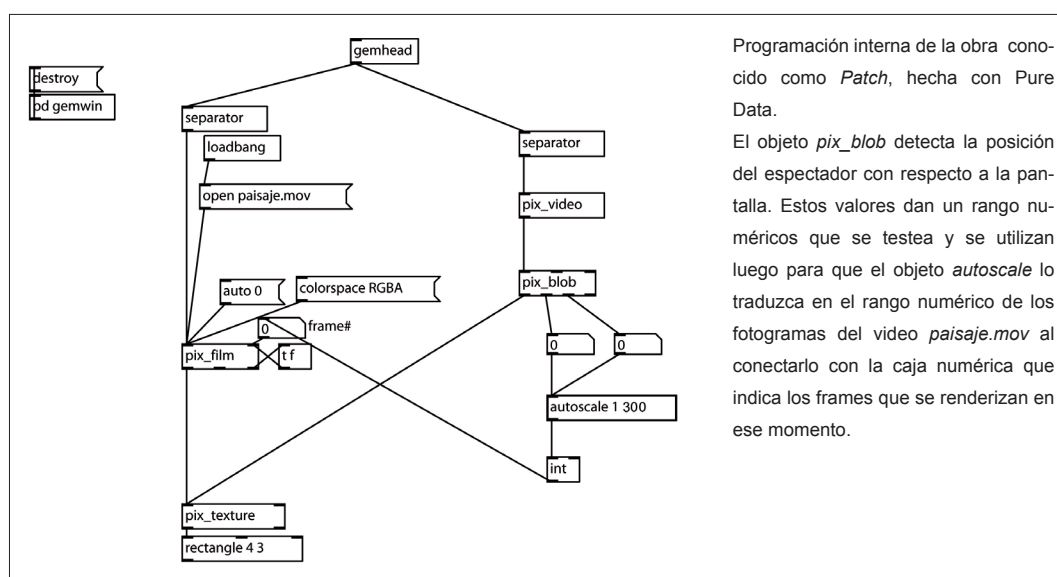 gemhead
destroy
pd gemwin
separator
loadbang
separator
open paisaje.mov
pix_video
auto 0
colorspace RGBA
pix_blob
0
frame#
pix_film
t f
0
0
autoscale 1 300
int
pix_texture
rectangle 4 3
Programación interna de la obra cono-
cido como Patch, hecha con Pure
Data.
El objeto pix_blob detecta la posición
del espectador con respecto a la pan-
talla. Estos valores dan un rango nu-
méricos que se testea y se utilizan
luego para que el objeto autoscale lo
traduzca en el rango numérico de los
fotogramas del video paisaje.mov al
conectarlo con la caja numérica que
indica los frames que se renderizan en
ese momento.